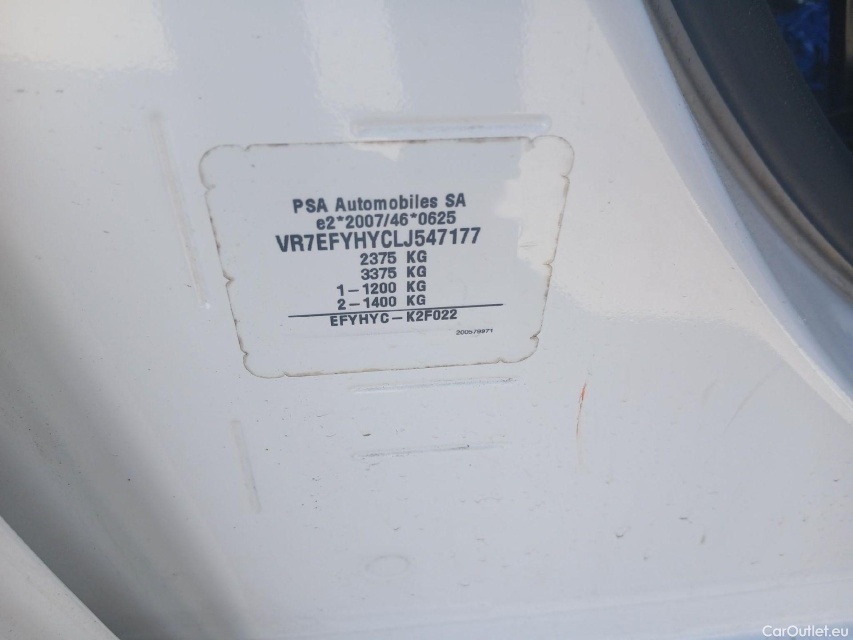 PSA Automobiles SA
e2*2007/46*0625
VR7EFYHYCLJ547177
2375 KG
3375 KG
1-1200 KG
2-1400 KG
EFYHYC-K2F022
200579971
CarOutlet.eu